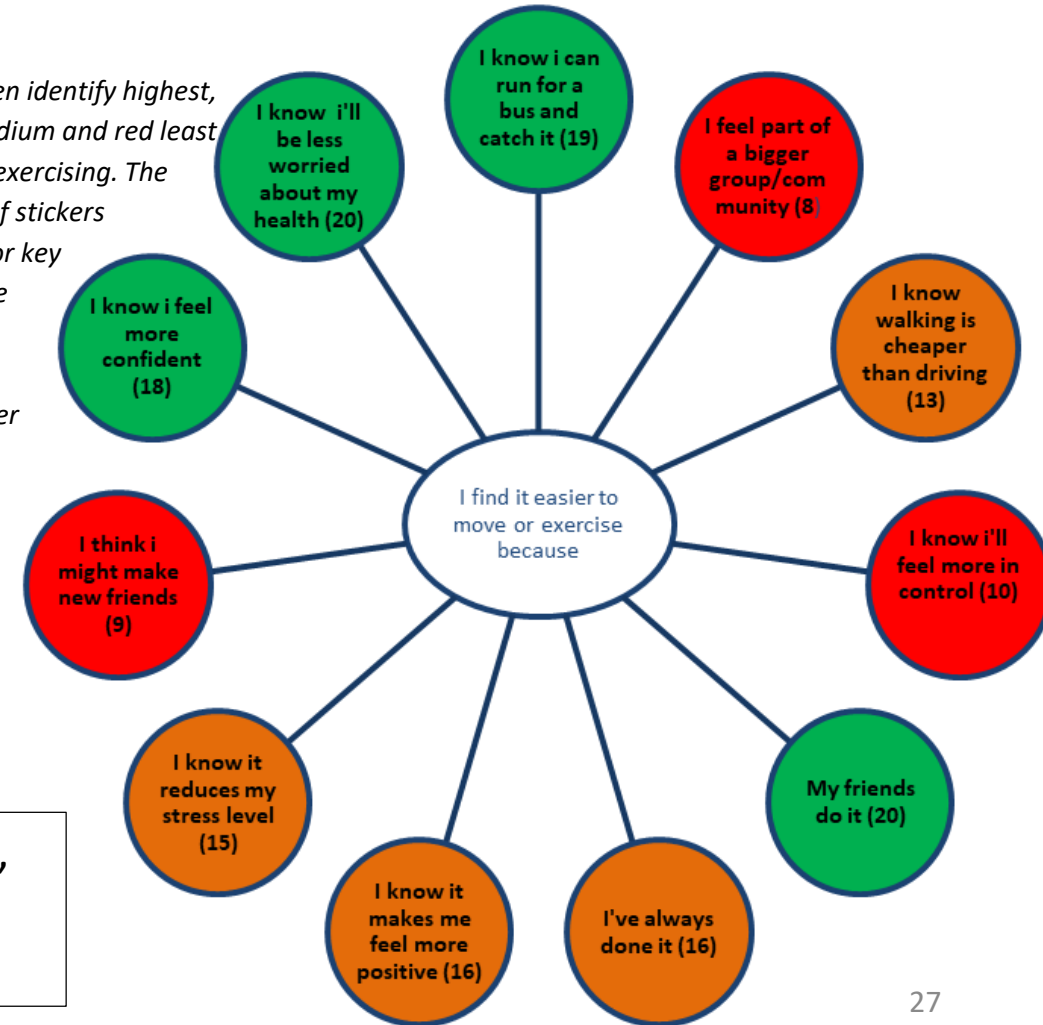 en identify highest,
dium and red least
exercising. The
of stickers
or key
e
er
,
I know i can
run for a
bus and
catch it (19)
I feel part of
a bigger
group/com
munity (8)
I know
walking is
cheaper
than driving
(13)
I know i'll
feel more in
control (10)
My friends
do it (20)
I've always
done it (16)
I know it
makes me
feel more
positive (16)
I know it
reduces my
stress level
(15)
I think i
might make
new friends
(9)
I know i feel
more
confident
(18)
I know  i'll
be less
worried
about my
health (20)
I find it easier to
move or exercise
because
27